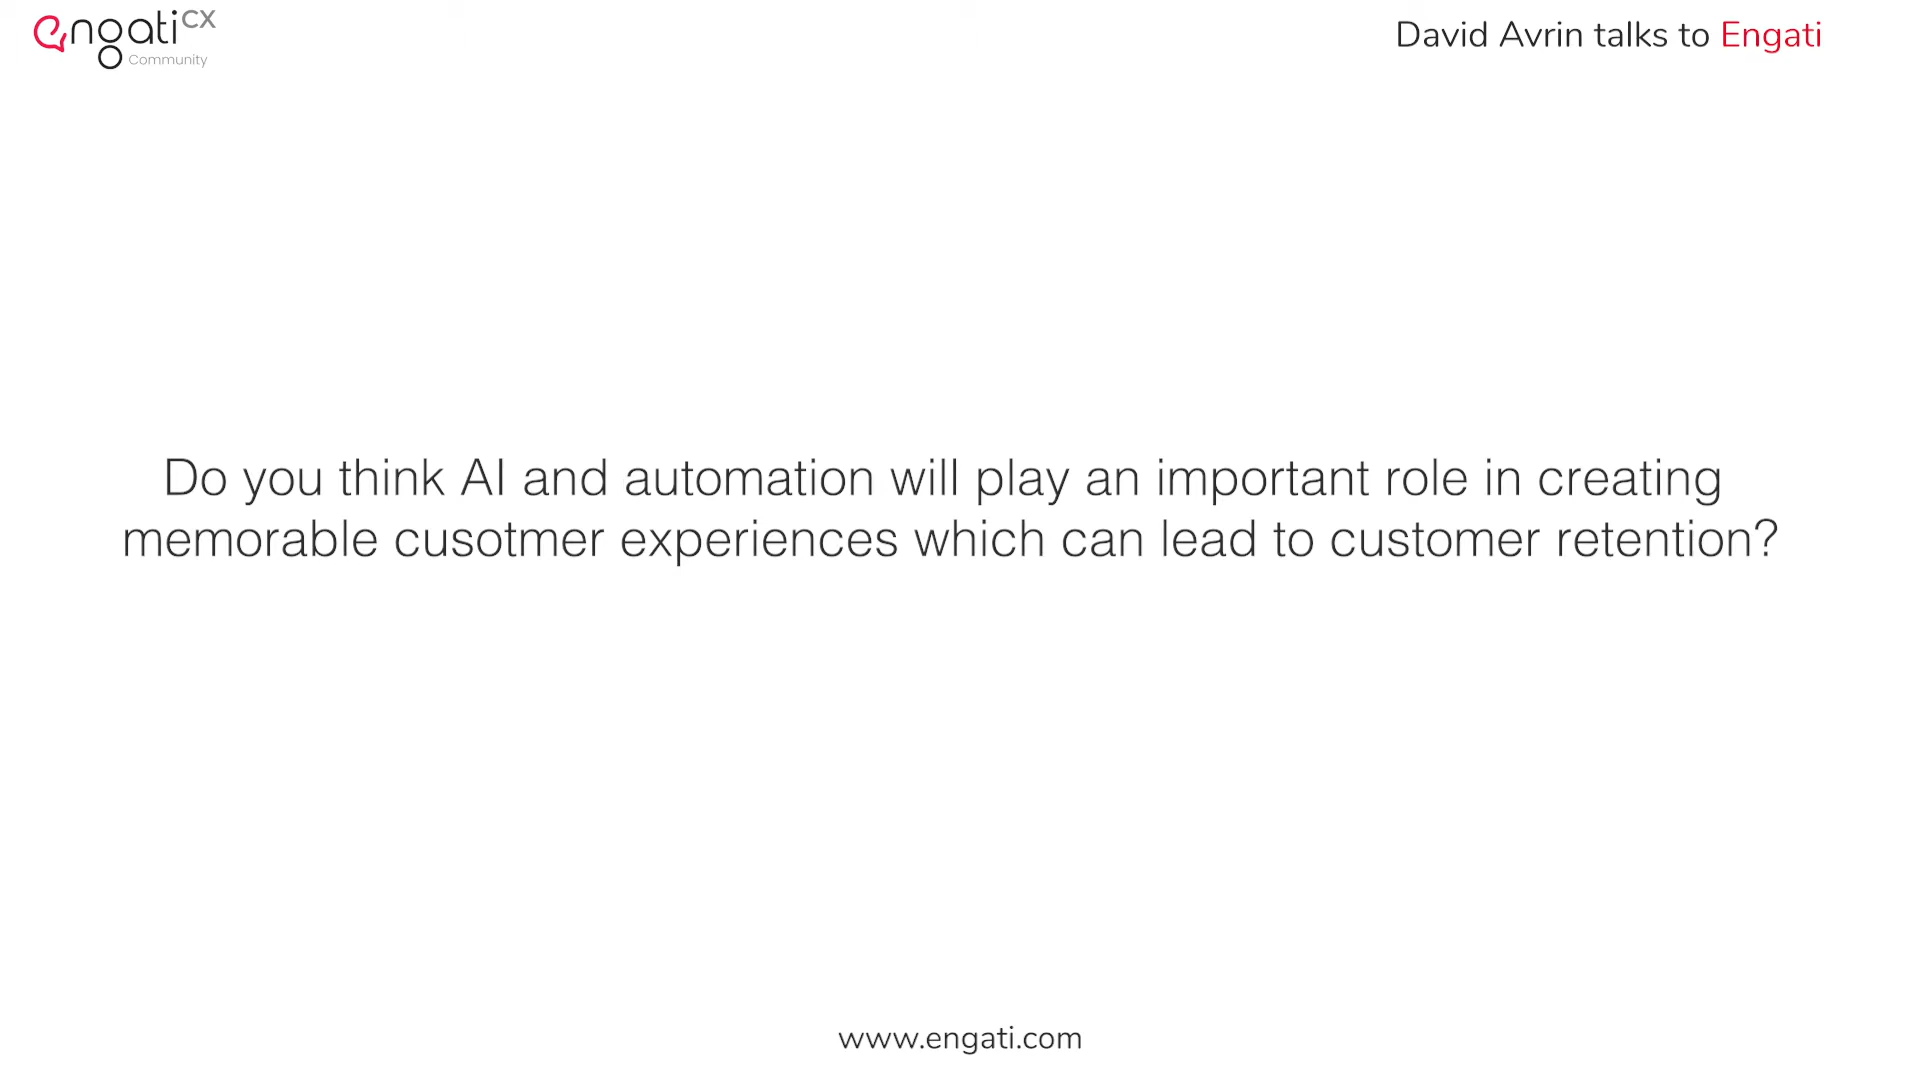 engati CX
Community
David Avrin talks to Engati
Do you think AI and automation will play an important role in creating
memorable cusotmer experiences which can lead to customer retention?
www.engati.com